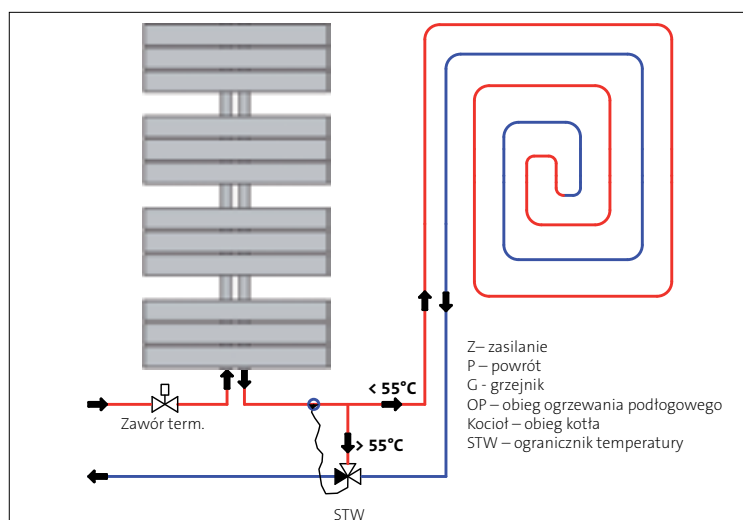 < 55°C
Zawór term.
> 55°C
STW
Z– zasilanie
P – powrót
G - grzejnik
OP – obieg ogrzewania podłogowego
Kocioł – obieg kotła
STW – ogranicznik temperatury